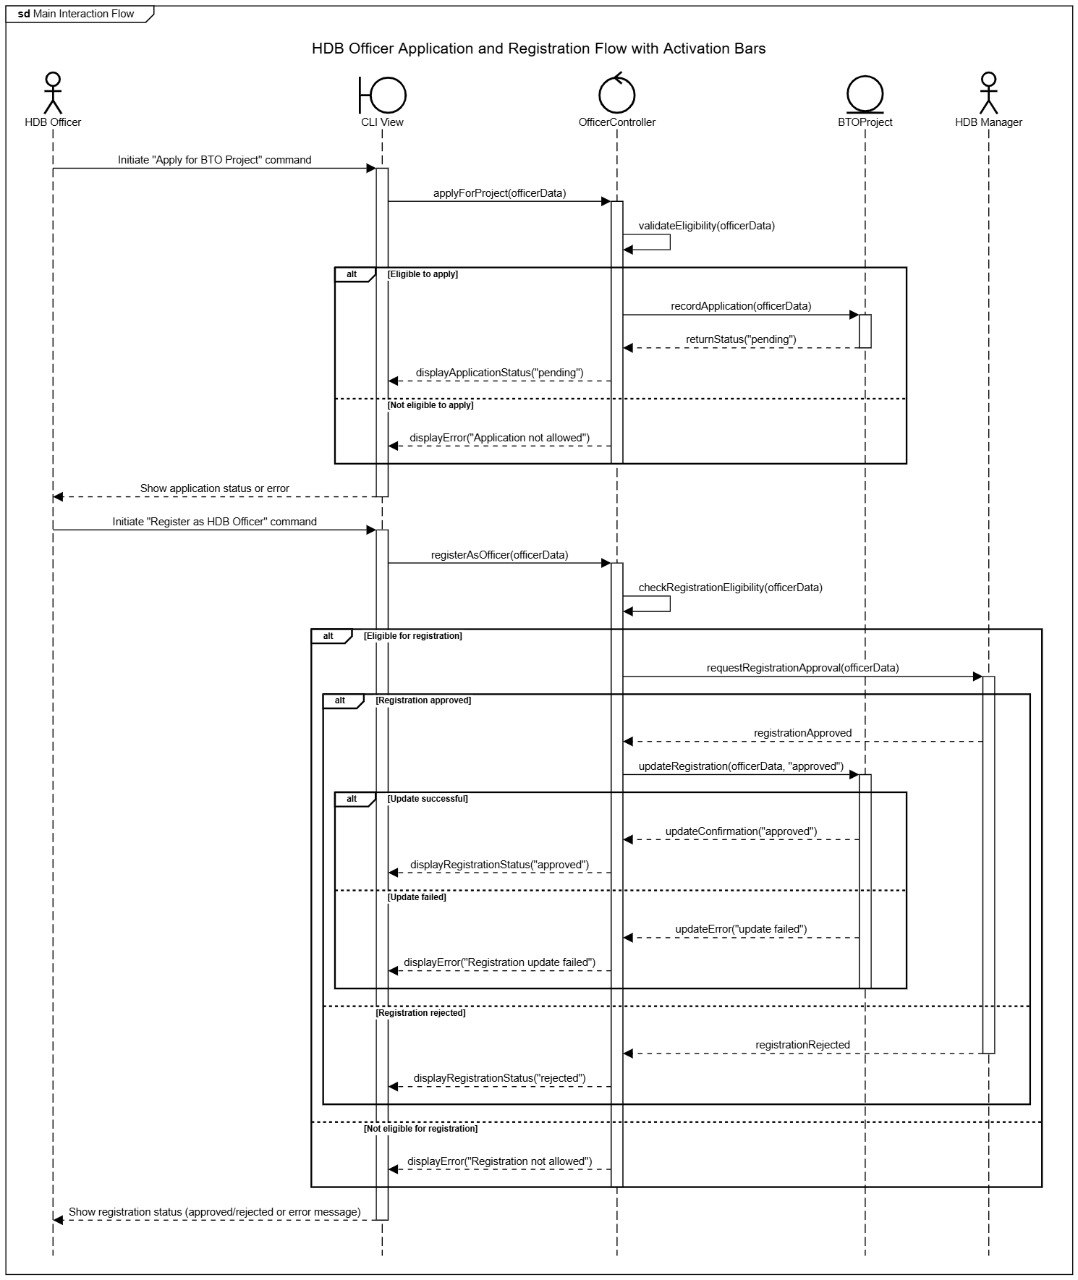 sd Main Interaction Flow
HDB Officer Application and Registration Flow with Activation Bars
HDB Officer
CLI View
OfficerController
BTOProject
HDB Manager
Initiate "Apply for BTO Project" command
applyForProject(officerData)
validateEligibility(officerData)
alt
[Eligible to apply]
recordApplication(officerData)
returnStatus("pending")
displayApplicationStatus("pending")
[Not eligible to apply]
displayError("Application not allowed")
Show application status or error
Initiate "Register as HDB Officer" command
registerAsOfficer(officerData)
checkRegistrationEligibility(officerData)
alt
[Eligible for registration]
requestRegistrationApproval(officerData)
alt
[Registration approved]
registrationApproved
updateRegistration(officerData, "approved")
alt
[Update successful]
updateConfirmation("approved")
displayRegistrationStatus("approved")
[Update failed]
updateError("update failed")
displayError("Registration update failed")
[Registration rejected]
registrationRejected
displayRegistrationStatus("rejected")
[Not eligible for registration]
displayError("Registration not allowed")
Show registration status (approved/rejected or error message)